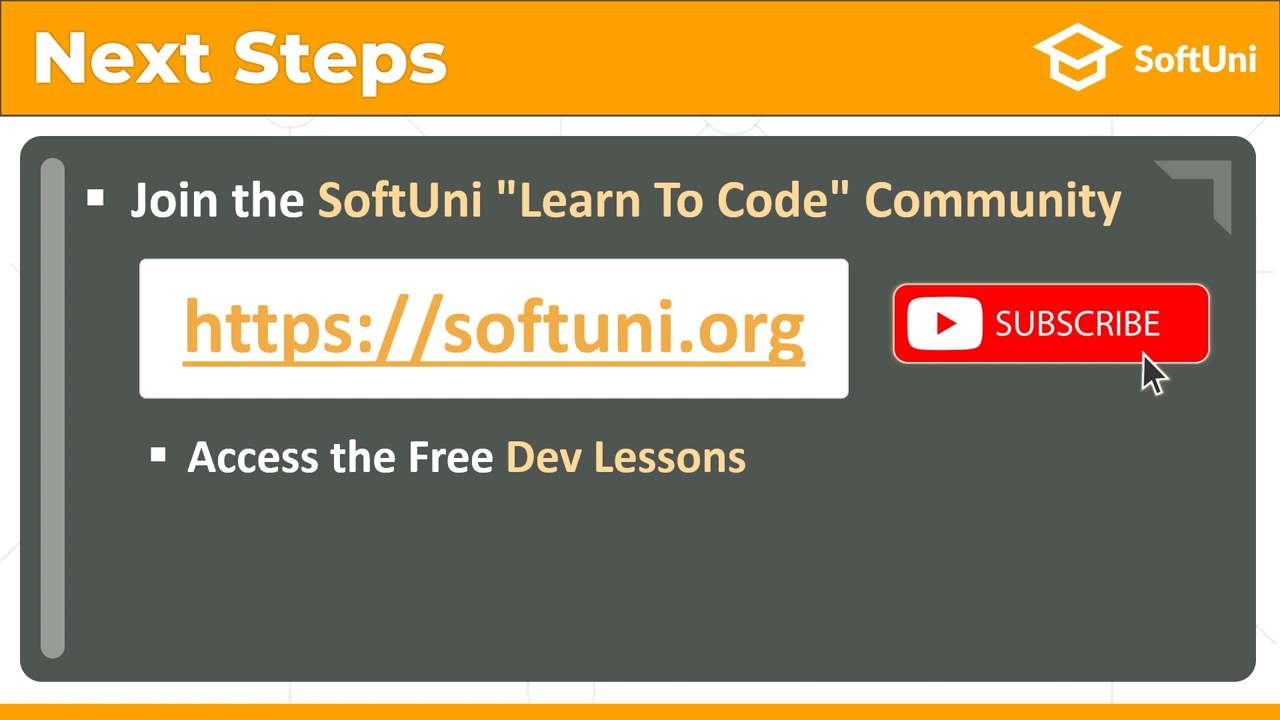 Next Steps
SoftUni
▪ Join the SoftUni "Learn To Code" Community
https://softuni.org
SUBSCRIBE
▪ Access the Free Dev Lessons